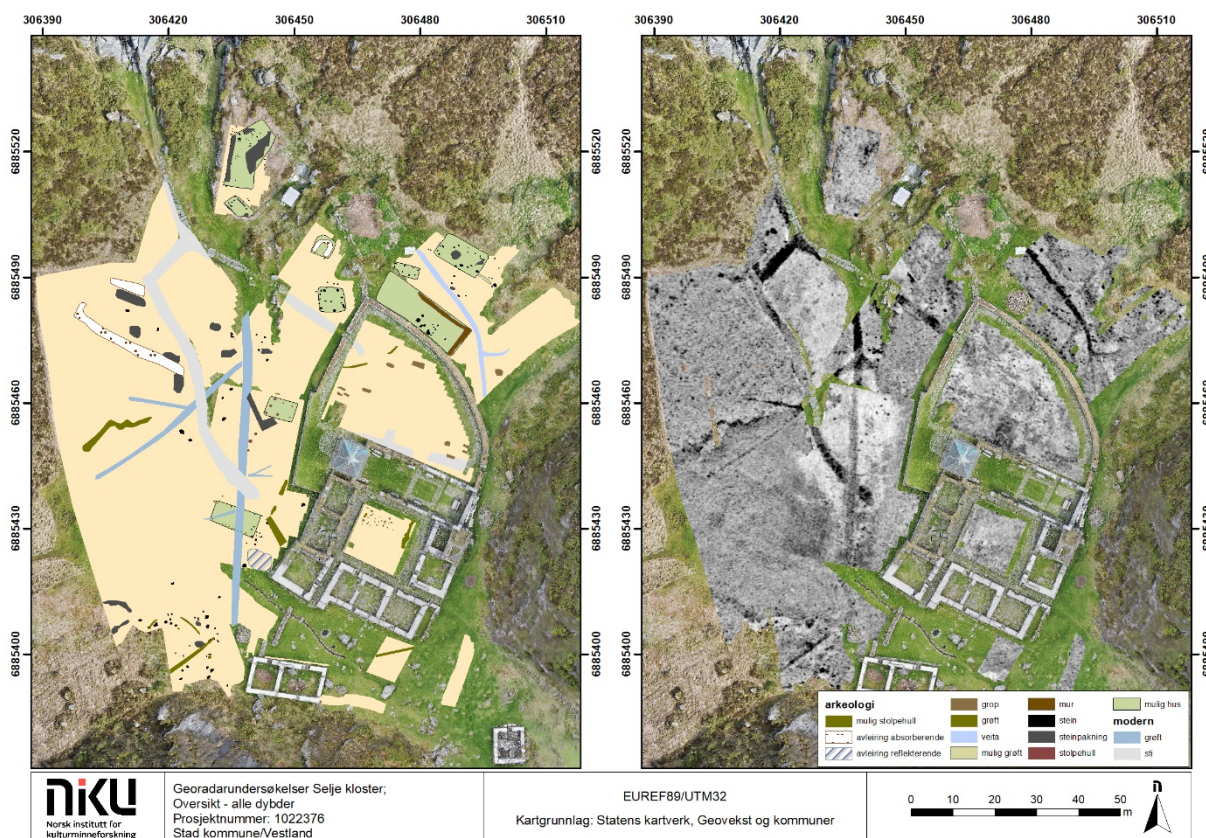 306390 306420 306450 306480 306510
306390 306420 306450 306480 306510
6885520
6885490
6885460
6885430
6885400
6885520
6885490
6885460
6885430
6885400
arkeologi
mulig stolpehull
avleiring absorberende
avleiring reflekterende
grop
grøft
veita
mulig grøft
mur
stein
steinpakning
stolpehull
mulig hus
modern
grøft
sti
NIKU
Norsk institutt for
kulturminneforskning
Georadarundersøkelser Selje kloster;
Oversikt - alle dybder
Prosjektnummer: 1022376
Stad kommune/Vestland
EUREF89/UTM32
Kartgrunnlag: Statens kartverk, Geovekst og kommuner
0 10 20 30 40 50
m
n